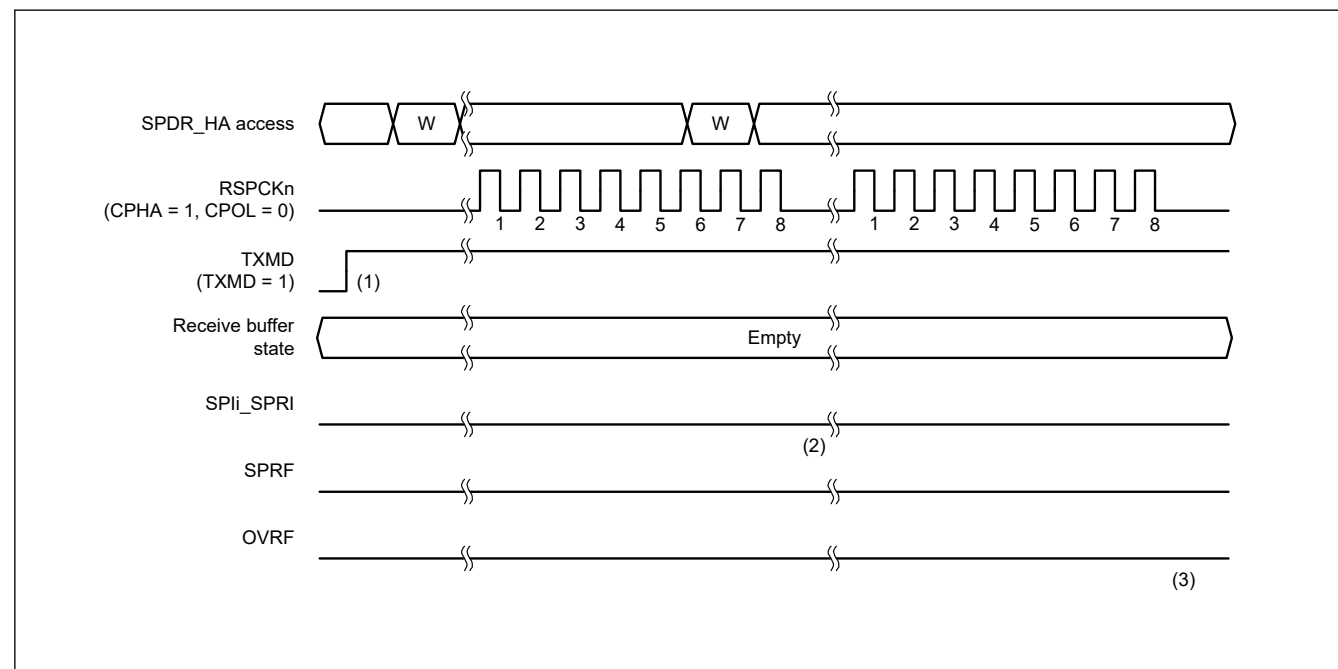 SPDR_HA access
W
W
RSPCKn
(CPHA = 1, CPOL = 0)
1 2 3 4 5 6 7 8
1 2 3 4 5 6 7 8
TXMD
(TXMD = 1)
(1)
Receive buffer
state
Empty
SPIi_SPRI
(2)
SPRF
OVRF
(3)